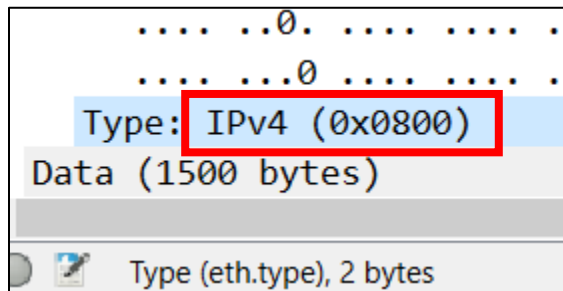 .... ..0. .... .... .
.... ...0 .... .... .
Type: IPv4 (0x0800)
Data (1500 bytes)
Type (eth.type), 2 bytes